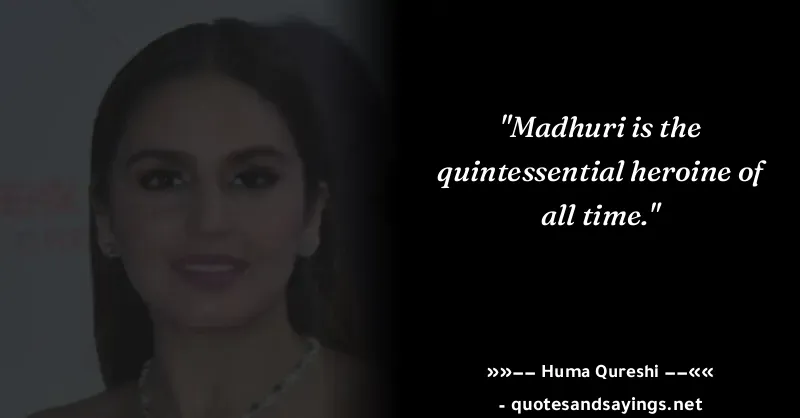 "Madhuri is the
quintessential heroine of
all time."
»»−− Huma Qureshi −−««
- quotesandsayings.net